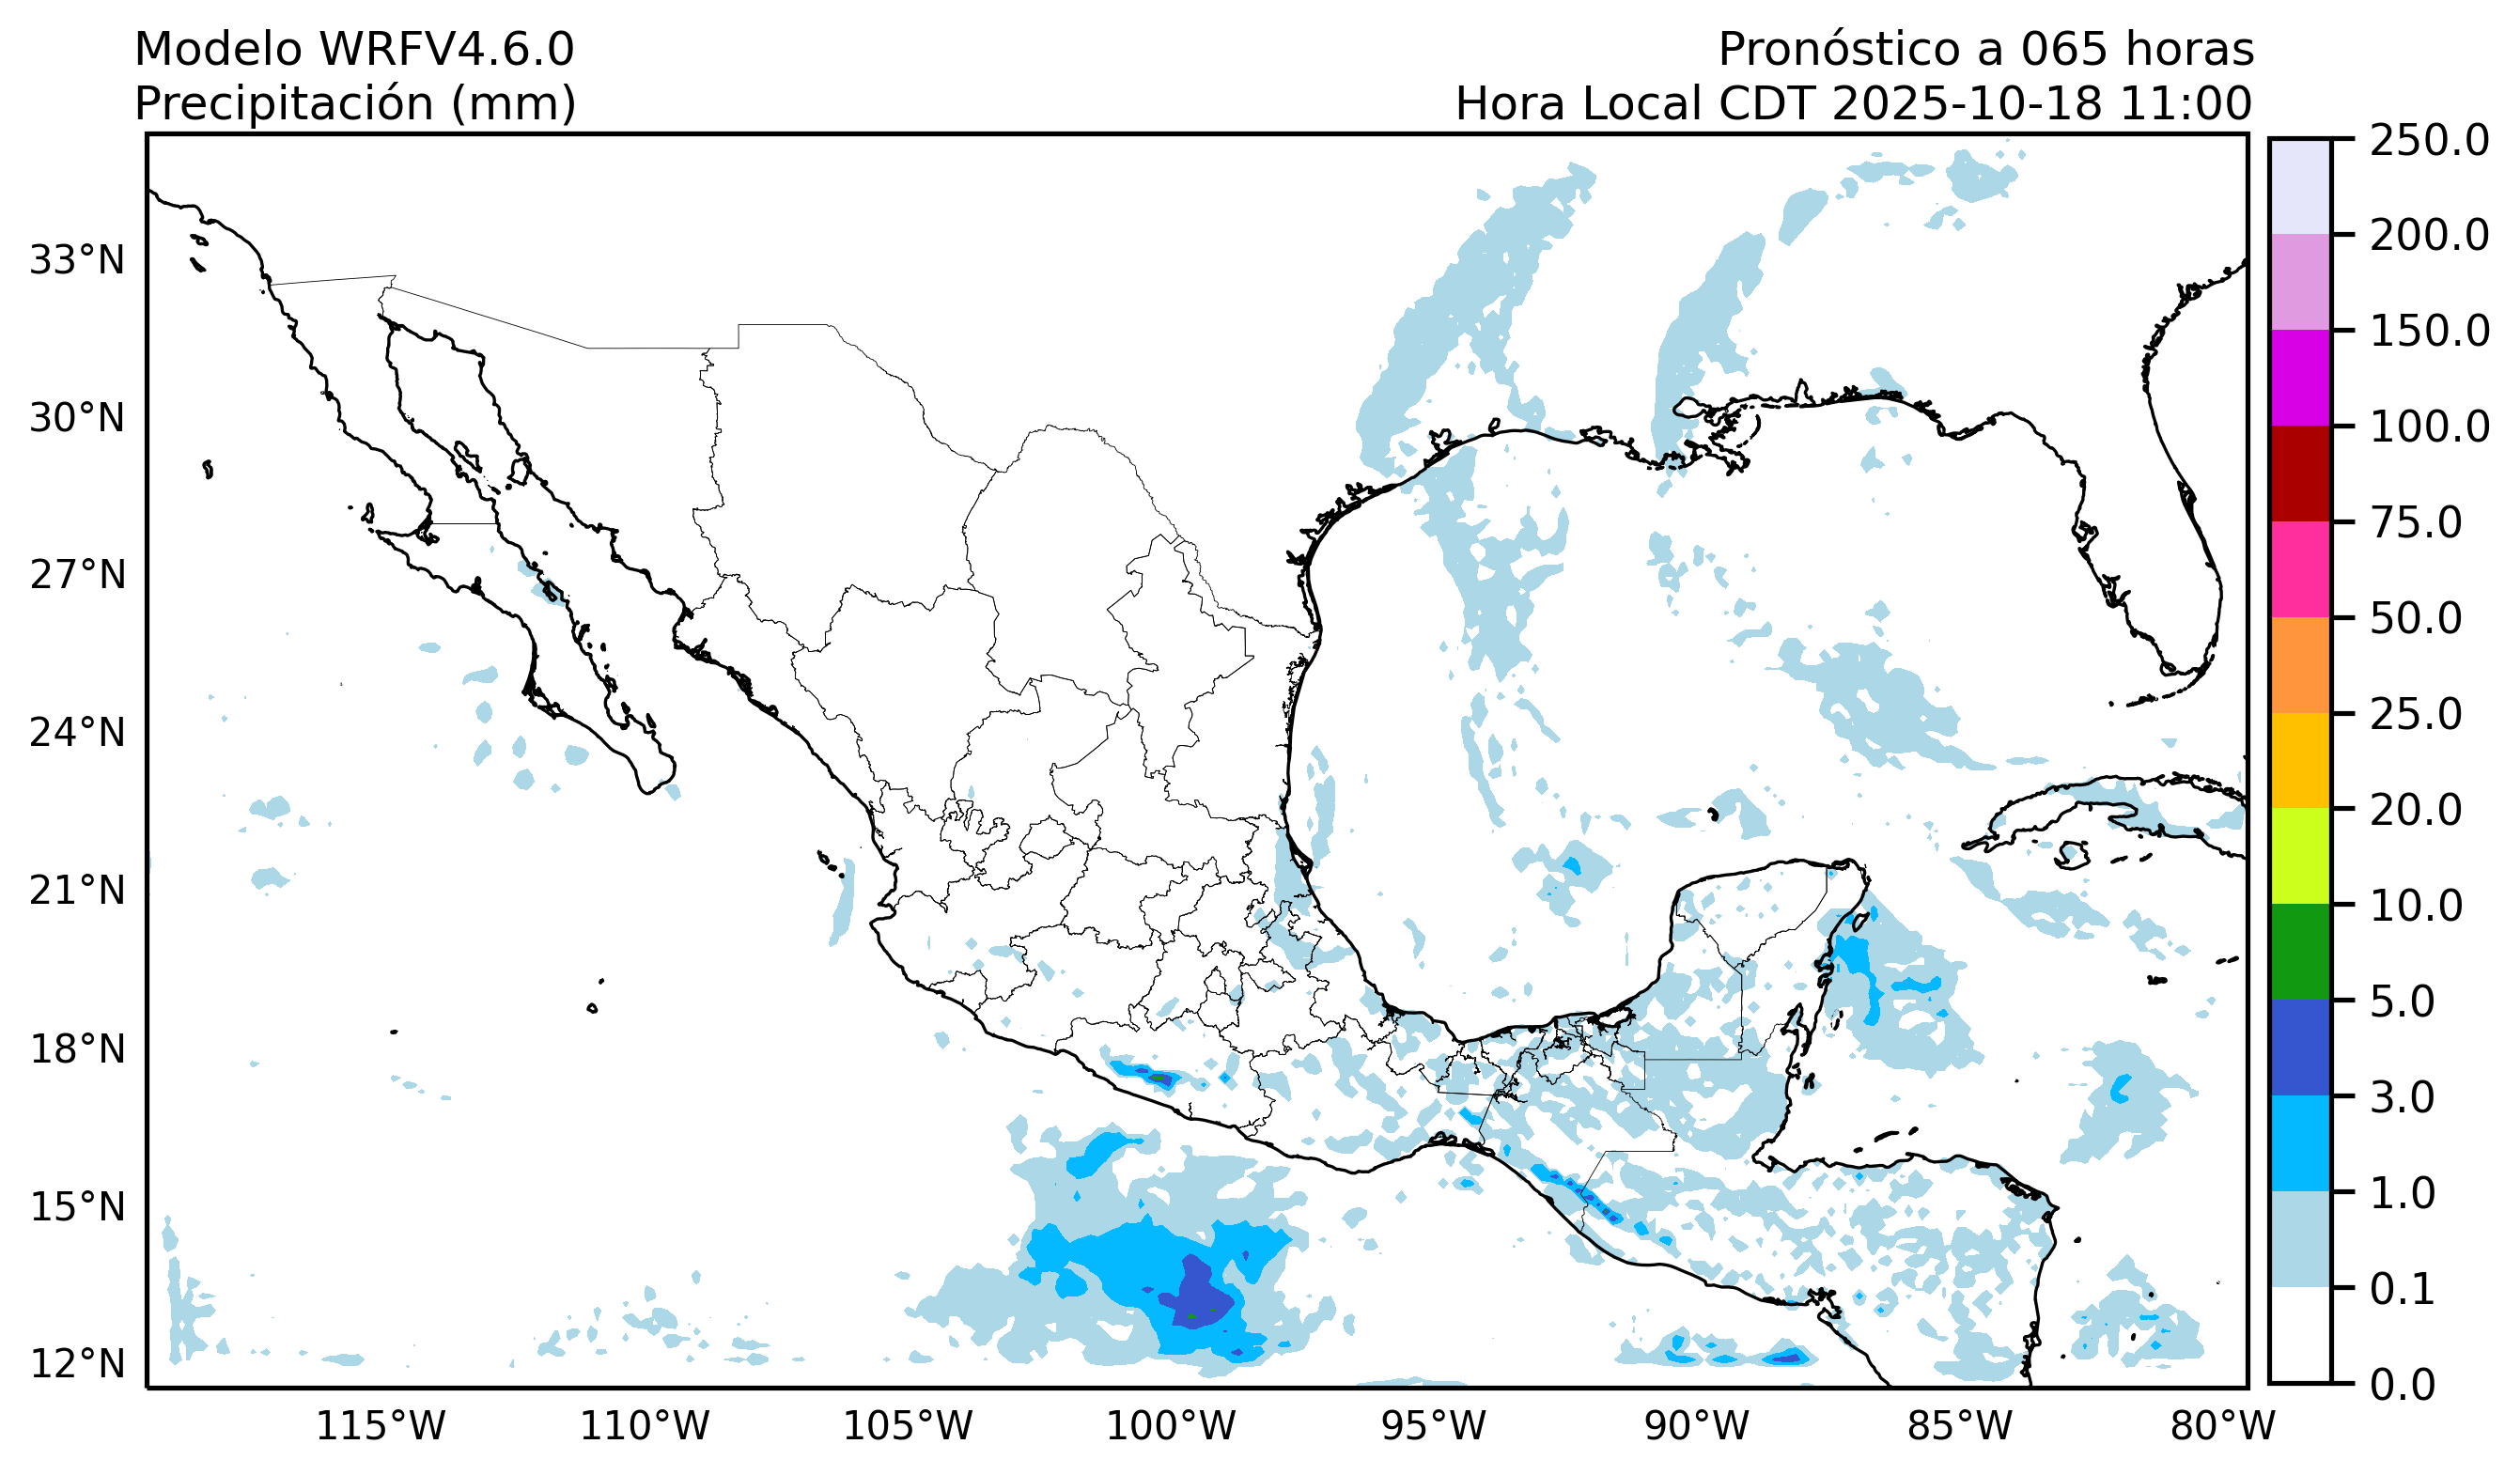 Modelo WRFV4.6.0
Precipitación (mm)
Pronóstico a 065 horas
Hora Local CDT 2025-10-18 11:00
33°N
30°N
27°N
24°N
21°N
18°N
15°N
12°N
115°W
110°W
105°W
100°W
95°W
90°W
85°W
80°W
250.0
200.0
150.0
100.0
75.0
50.0
25.0
20.0
10.0
5.0
3.0
1.0
0.1
0.0